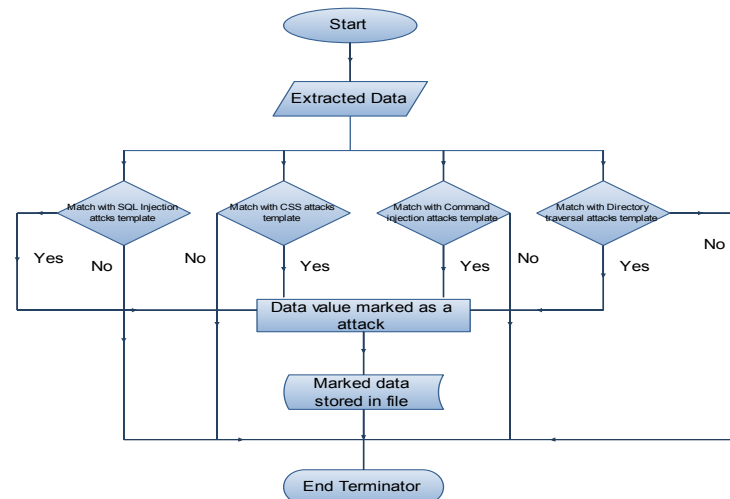 Start
Extracted Data
Match with SQL Injection
attcks template
Match with CSS attacks
template
Match with Command
injection attacks template
Match with Directory
traversal attacks template
Yes
No
No
Yes
Yes
No
Yes
No
Data value marked as a
attack
Marked data
stored in file
End Terminator